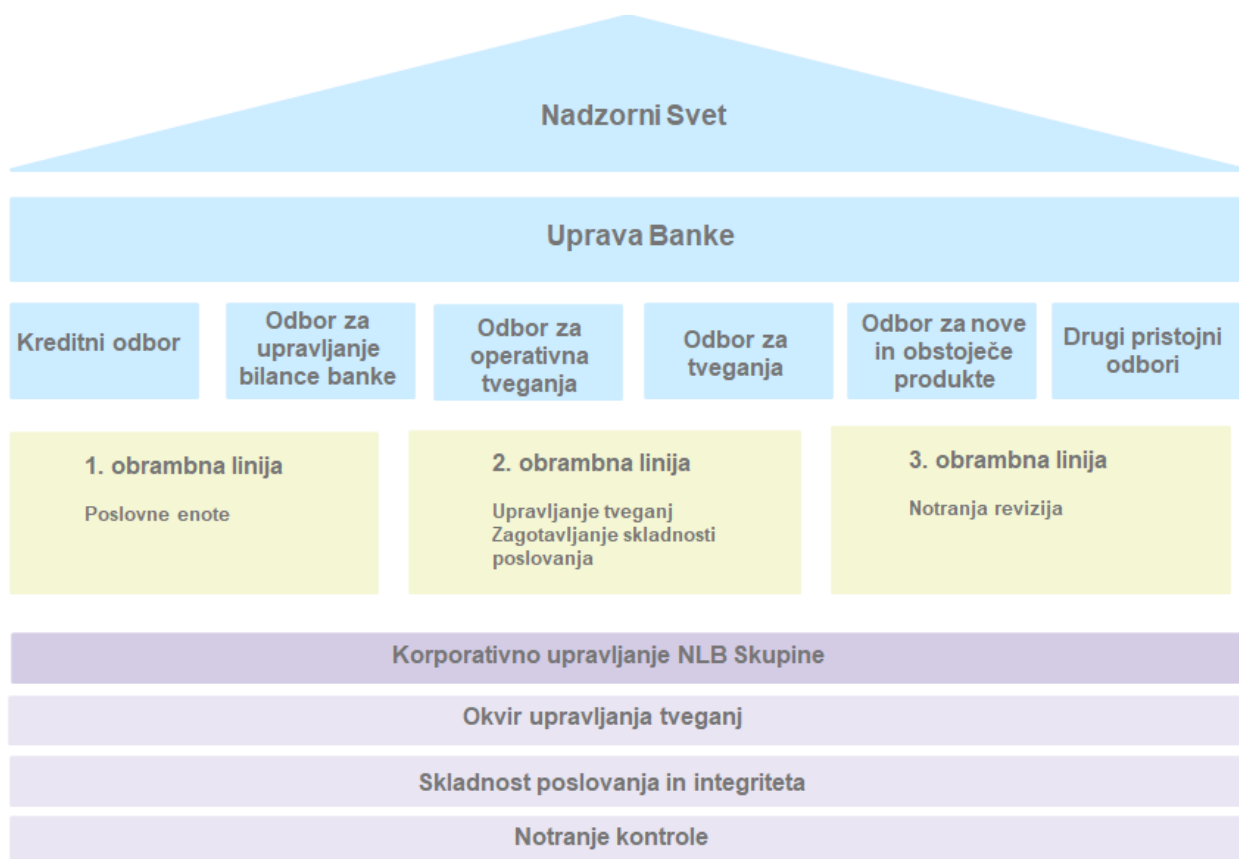 Nadzorni Svet
Uprava Banke
Kreditni odbor
Odbor za
upravljanje
bilance banke
Odbor za
operativna
tveganja
Odbor za
tveganja
Odbor za nove
in obstoječe
produkte
Drugi pristojni
odbori
1. obrambna linija
Poslovne enote
2. obrambna linija
Upravljanje tveganj
Zagotavljanje skladnosti
poslovanja
3. obrambna linija
Notranja revizija
Korporativno upravljanje NLB Skupine
Okvir upravljanja tveganj
Skladnost poslovanja in integriteta
Notranje kontrole